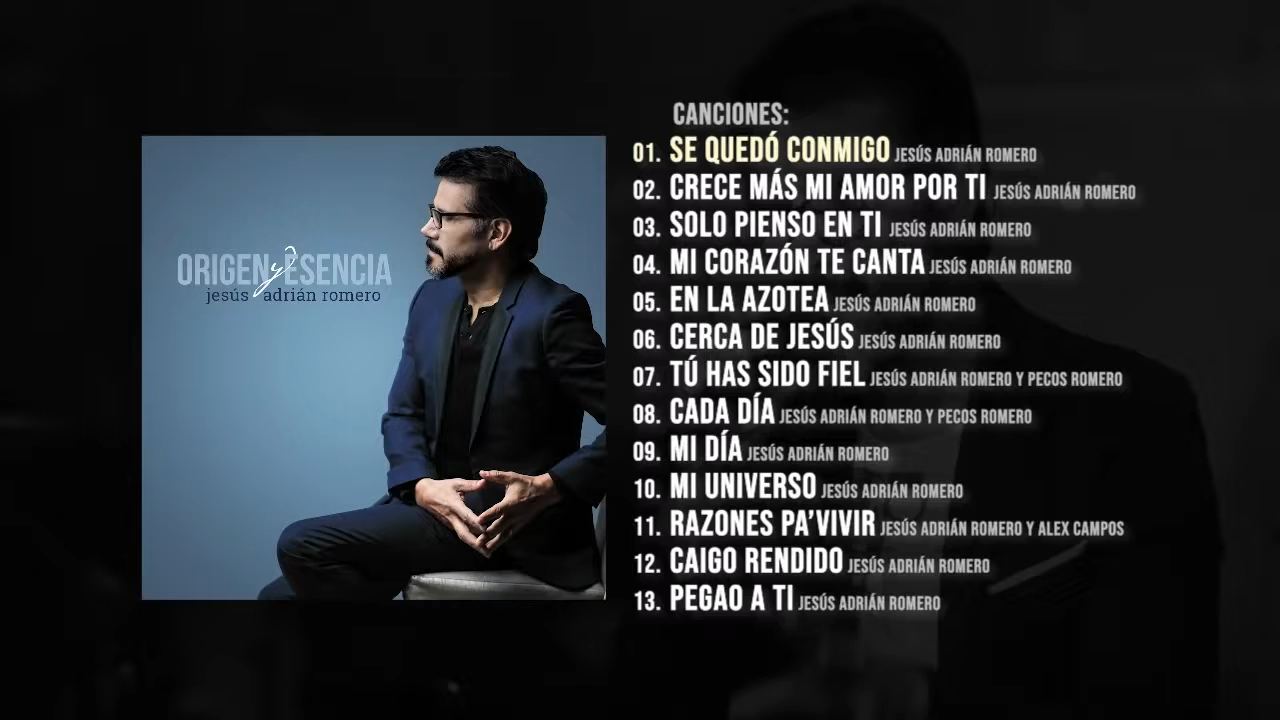 ORIGEN y ESENCIA
jesús adrián romero
CANCIONES:
01. SE QUEDÓ CONMIGO JESÚS ADRIÁN ROMERO
02. CRECE MÁS MI AMOR POR TI JESÚS ADRIÁN ROMERO
03. SOLO PIENSO EN TI JESÚS ADRIÁN ROMERO
04. MI CORAZÓN TE CANTA JESÚS ADRIÁN ROMERO
05. EN LA AZOTEA JESÚS ADRIÁN ROMERO
06. CERCA DE JESÚS JESÚS ADRIÁN ROMERO
07. TÚ HAS SIDO FIEL JESÚS ADRIÁN ROMERO Y PECOS ROMERO
08. CADA DÍA JESÚS ADRIÁN ROMERO Y PECOS ROMERO
09. MI DÍA JESÚS ADRIÁN ROMERO
10. MI UNIVERSO JESÚS ADRIÁN ROMERO
11. RAZONES PA'VIVIR JESÚS ADRIÁN ROMERO Y ALEX CAMPOS
12. CAIGO RENDIDO JESÚS ADRIÁN ROMERO
13. PEGAO A TI JESÚS ADRIÁN ROMERO